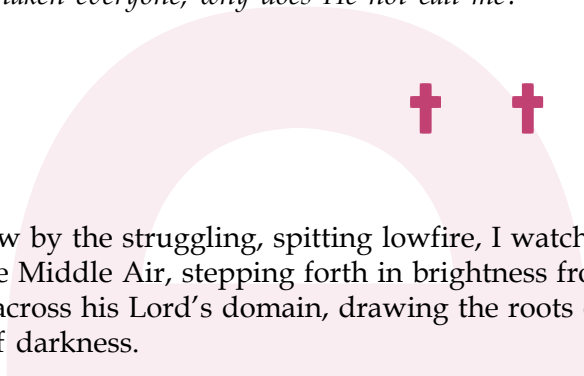 taken everyone, why does He not call me?
w by the struggling, spitting lowfire, I watch
e Middle Air, stepping forth in brightness fro
across his Lord's domain, drawing the roots
f darkness.